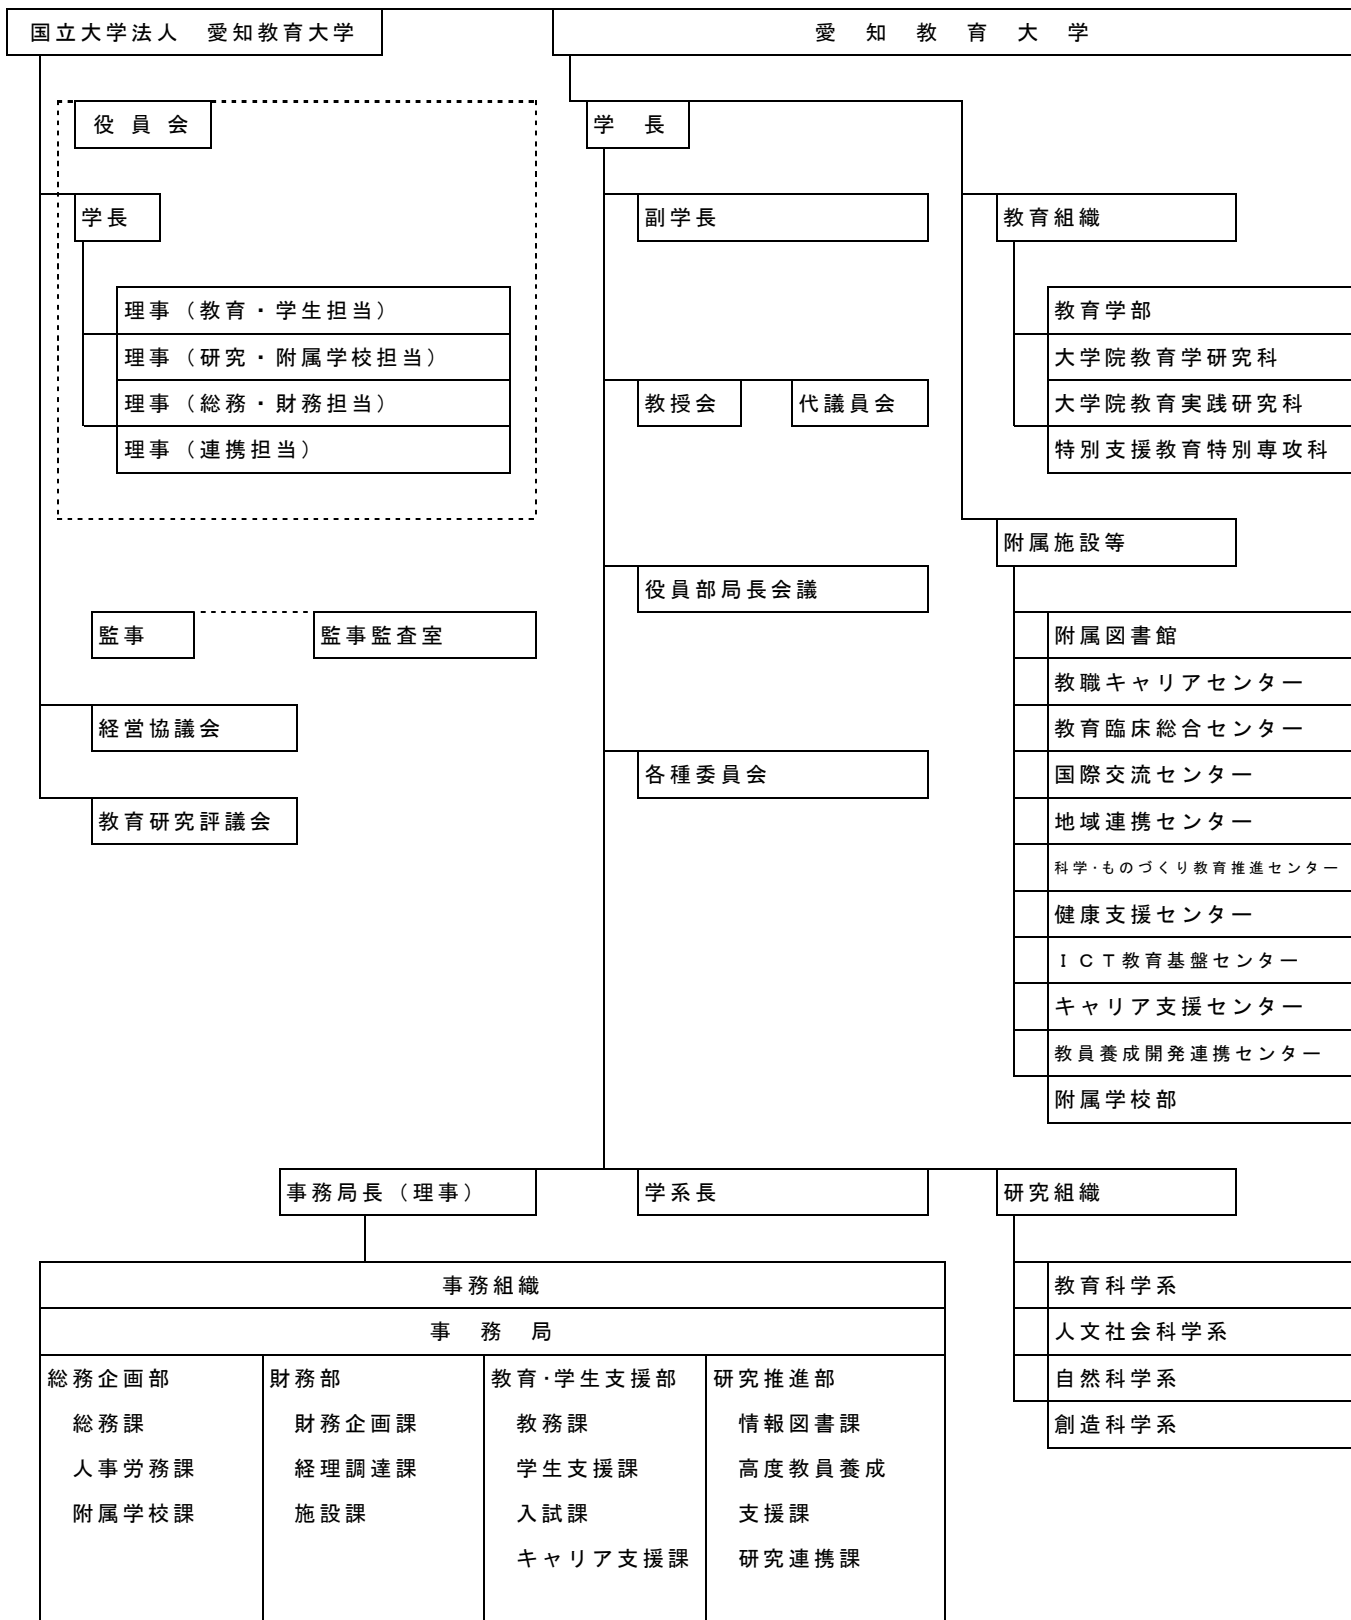 国立大学法人　愛知教育大学
愛　知　教　育　大　学
役 員 会
学長
理事（教育・学生担当）
理事（研究・附属学校担当）
理事（総務・財務担当）
理事（連携担当）
監事
監事監査室
経営協議会
教育研究評議会
学　長
副学長
教授会
代議員会
役員部局長会議
各種委員会
教育組織
教育学部
大学院教育学研究科
大学院教育実践研究科
特別支援教育特別専攻科
附属施設等
附属図書館
教職キャリアセンター
教育臨床総合センター
国際交流センター
地域連携センター
科学・ものづくり教育推進センター
健康支援センター
ＩＣＴ教育基盤センター
キャリア支援センター
教員養成開発連携センター
附属学校部
事務局長（理事）
学系長
研究組織
教育科学系
人文社会科学系
自然科学系
創造科学系
事務組織
事　務　局
総務企画部
総務課
人事労務課
附属学校課
財務部
財務企画課
経理調達課
施設課
教育・学生支援部
教務課
学生支援課
入試課
キャリア支援課
研究推進部
情報図書課
高度教員養成
支援課
研究連携課